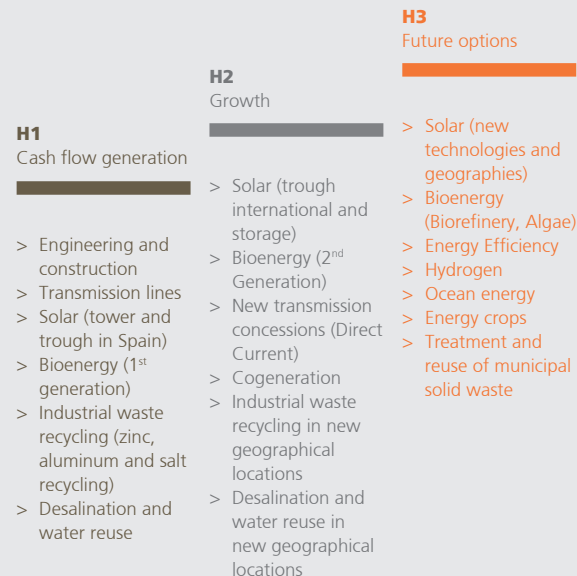 H1
Cash flow generation
> Engineering and
construction
> Transmission lines
> Solar (tower and
trough in Spain)
> Bioenergy (1st
generation)
> Industrial waste
recycling (zinc,
aluminum and salt
recycling)
> Desalination and
water reuse
H2
Growth
> Solar (trough
international and
storage)
> Bioenergy (2nd
Generation)
> New transmission
concessions (Direct
Current)
> Cogeneration
> Industrial waste
recycling in new
geographical
locations
> Desalination and
water reuse in
new geographical
locations
H3
Future options
> Solar (new
technologies and
geographies)
> Bioenergy
(Biorefinery, Algae)
> Energy Efficiency
> Hydrogen
> Ocean energy
> Energy crops
> Treatment and
reuse of municipal
solid waste